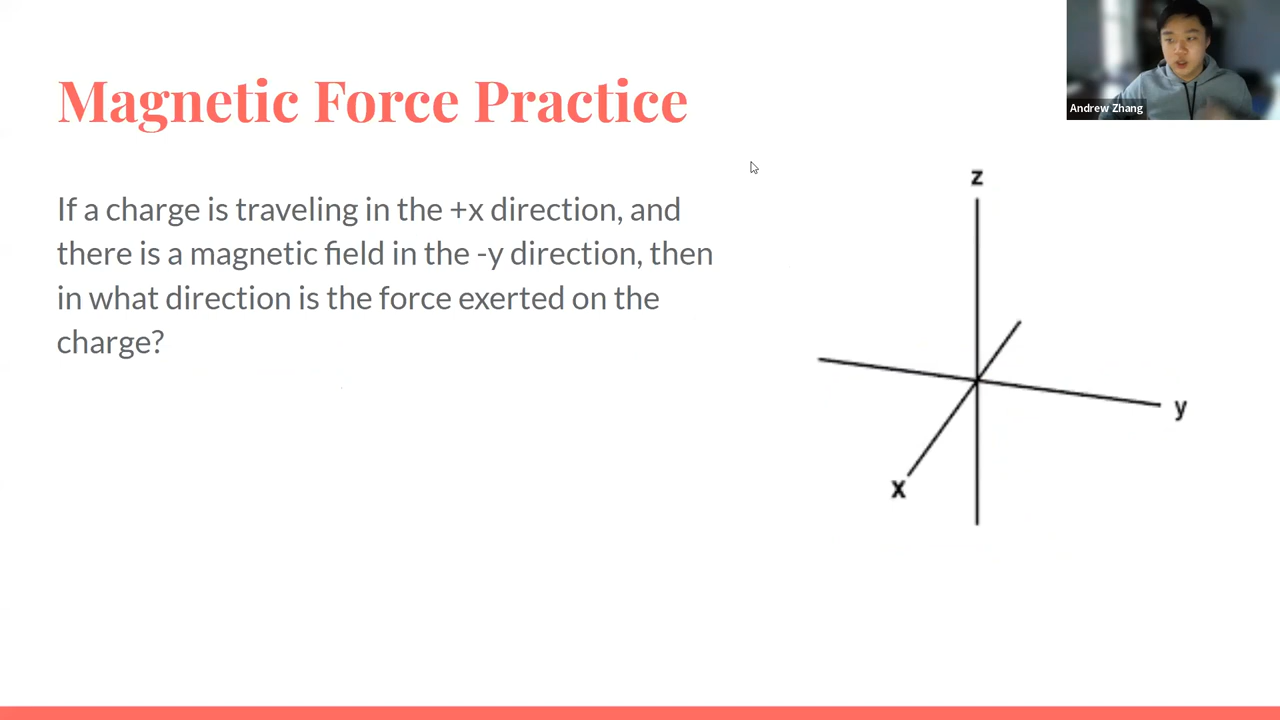 Magnetic Force Practice
Andrew Zhang
If a charge is traveling in the +x direction, and
there is a magnetic field in the -y direction, then
in what direction is the force exerted on the
charge?
z
y
x